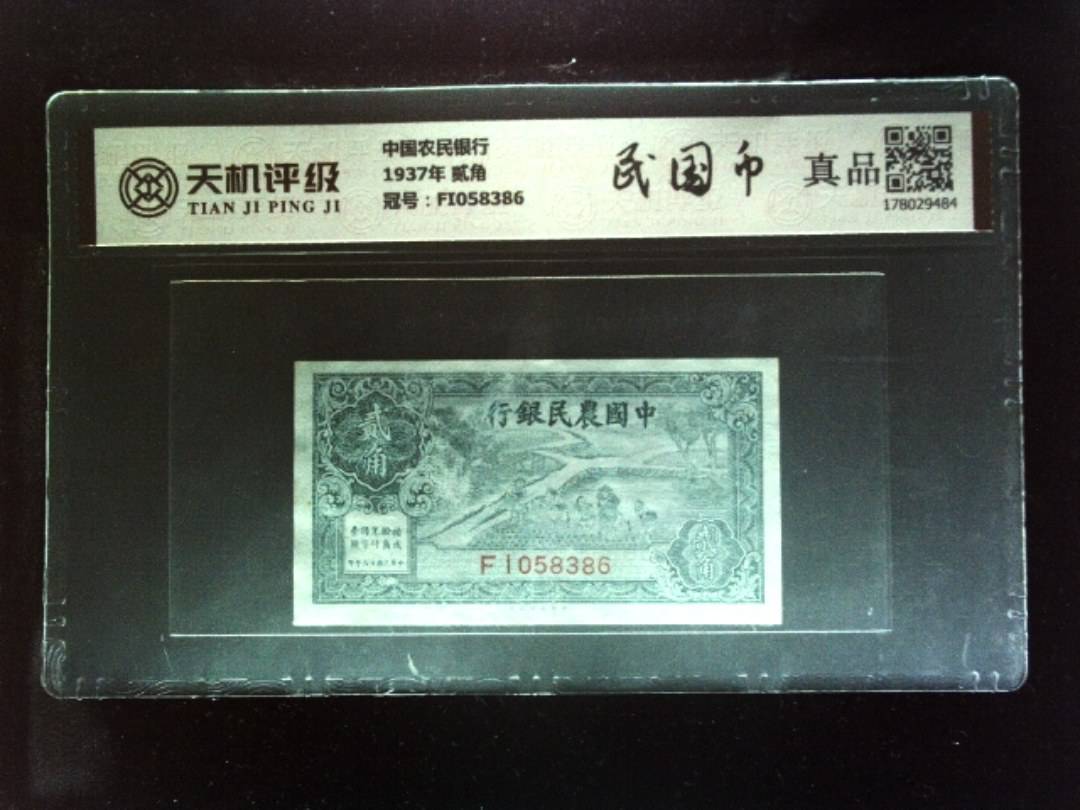 天机评级
TIAN JI PING JI
中国农民银行
1937年 贰角
冠号：FI058386
民国币
真品
178029484
行銀民農國中
貳角
FI058386
貳角